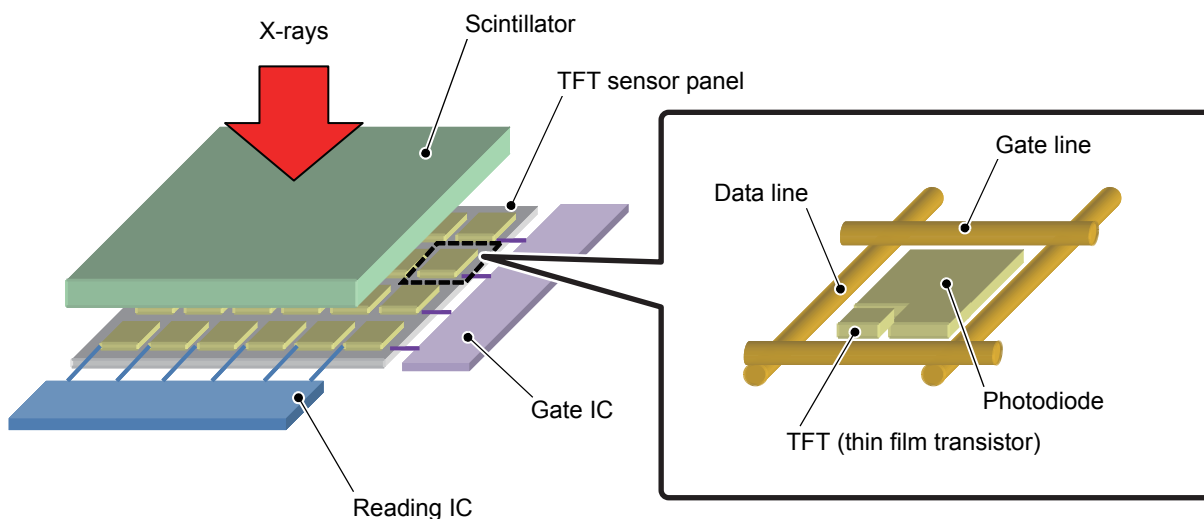 X-rays
Scintillator
TFT sensor panel
Gate line
Data line
Photodiode
TFT (thin film transistor)
Gate IC
Reading IC